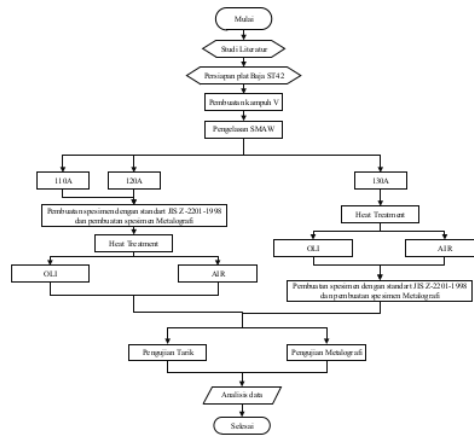 Mulai
Studi Literatur
Persiapan plat Baja ST42
Pembuatan kampuh V
Pengelasan SMAW
110A
120A
130A
Pembuatan spesimen dengan standart JIS Z-2201-1998
dan pembuatan spesimen Metalografi
Heat Treatment
Heat Treatment
OLI
AIR
OLI
AIR
Pembuatan spesimen dengan standart JIS Z-2201-1998
dan pembuatan spesimen Metalografi
Pengujian Tarik
Pengujian Metalografi
Analisis data
Selesai